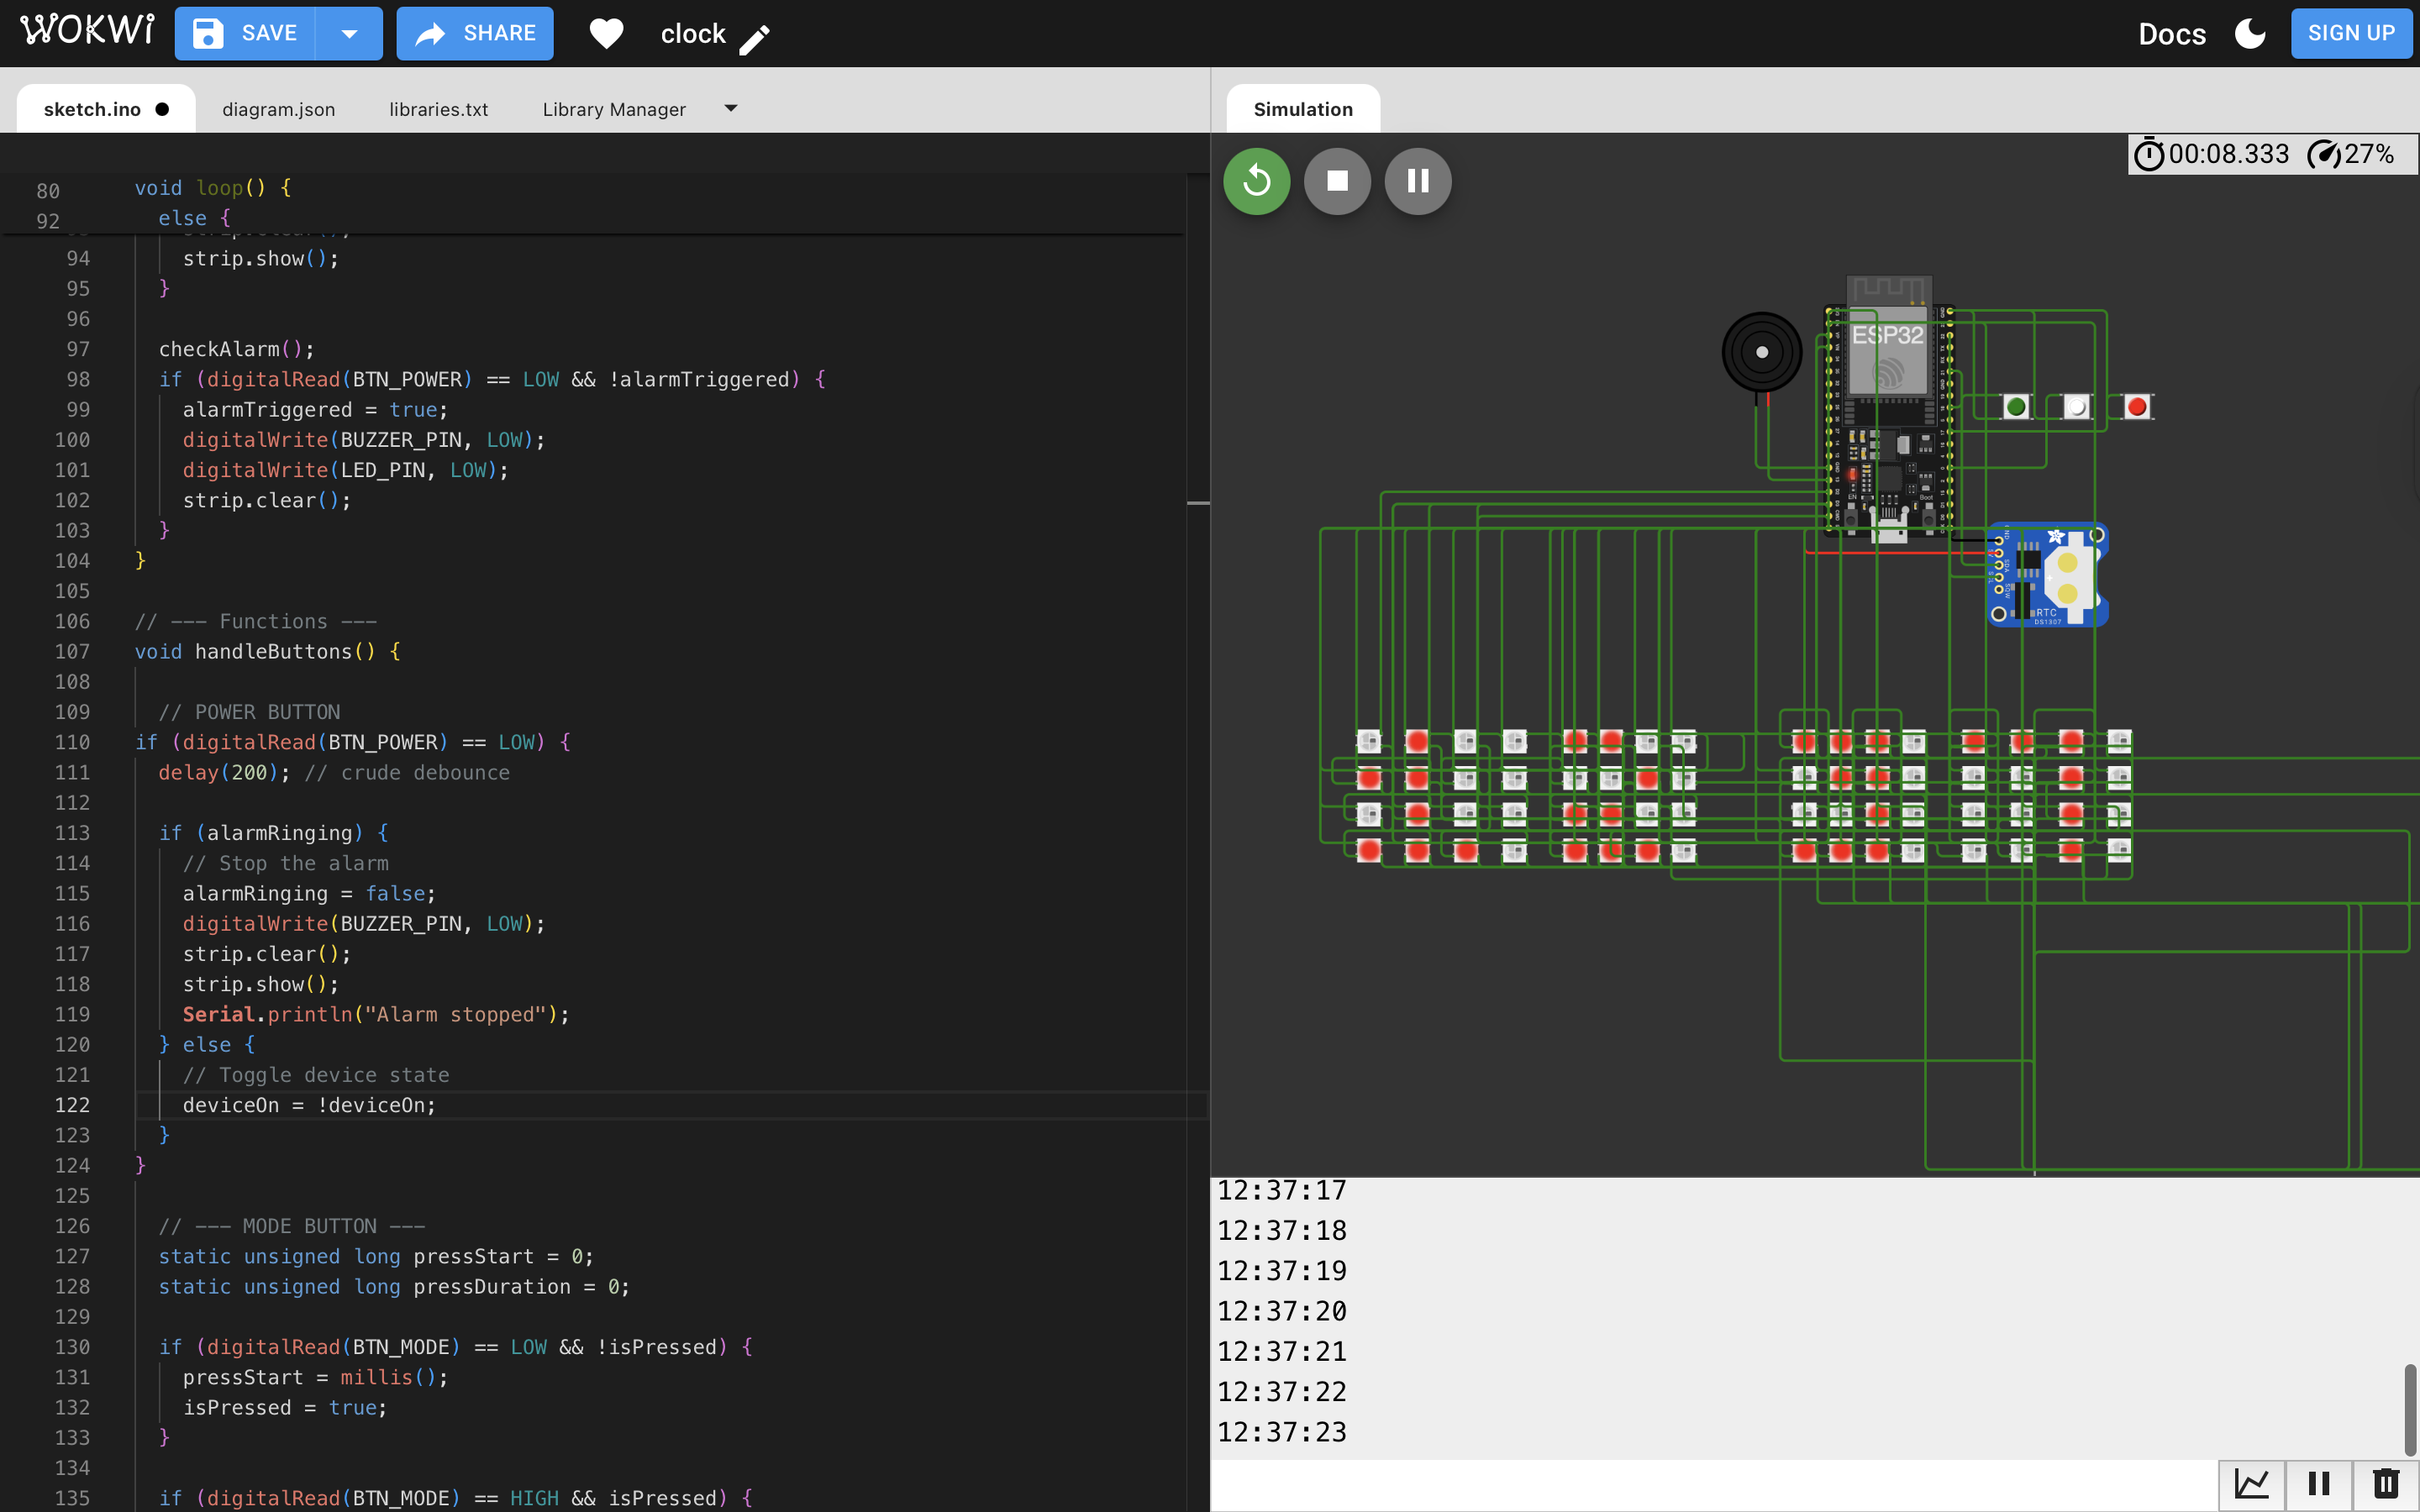 WOKWi
SAVE
SHARE
clock
Docs
SIGN UP
sketch.ino
diagram.json
libraries.txt
Library Manager
80 void loop() {
92 else {
94 strip.show();
95 }
96
97 checkAlarm();
98 if (digitalRead(BTN_POWER) == LOW && !alarmTriggered) {
99 alarmTriggered = true;
100 digitalWrite(BUZZER_PIN, LOW);
101 digitalWrite(LED_PIN, LOW);
102 strip.clear();
103 }
104 }
105
106 // --- Functions ---
107 void handleButtons() {
108
109 // POWER BUTTON
110 if (digitalRead(BTN_POWER) == LOW) {
111 delay(200); // crude debounce
112
113 if (alarmRinging) {
114 // Stop the alarm
115 alarmRinging = false;
116 digitalWrite(BUZZER_PIN, LOW);
117 strip.clear();
118 strip.show();
119 Serial.println("Alarm stopped");
120 } else {
121 // Toggle device state
122 deviceOn = !deviceOn;
123 }
124 }
125
126 // --- MODE BUTTON ---
127 static unsigned long pressStart = 0;
128 static unsigned long pressDuration = 0;
129
130 if (digitalRead(BTN_MODE) == LOW && !isPressed) {
131 pressStart = millis();
132 isPressed = true;
133 }
134
135 if (digitalRead(BTN_MODE) == HIGH && isPressed) {
Simulation
00:08.333
27%
ESP32
EN
Boot
RTC
DS1307
12:37:17
12:37:18
12:37:19
12:37:20
12:37:21
12:37:22
12:37:23